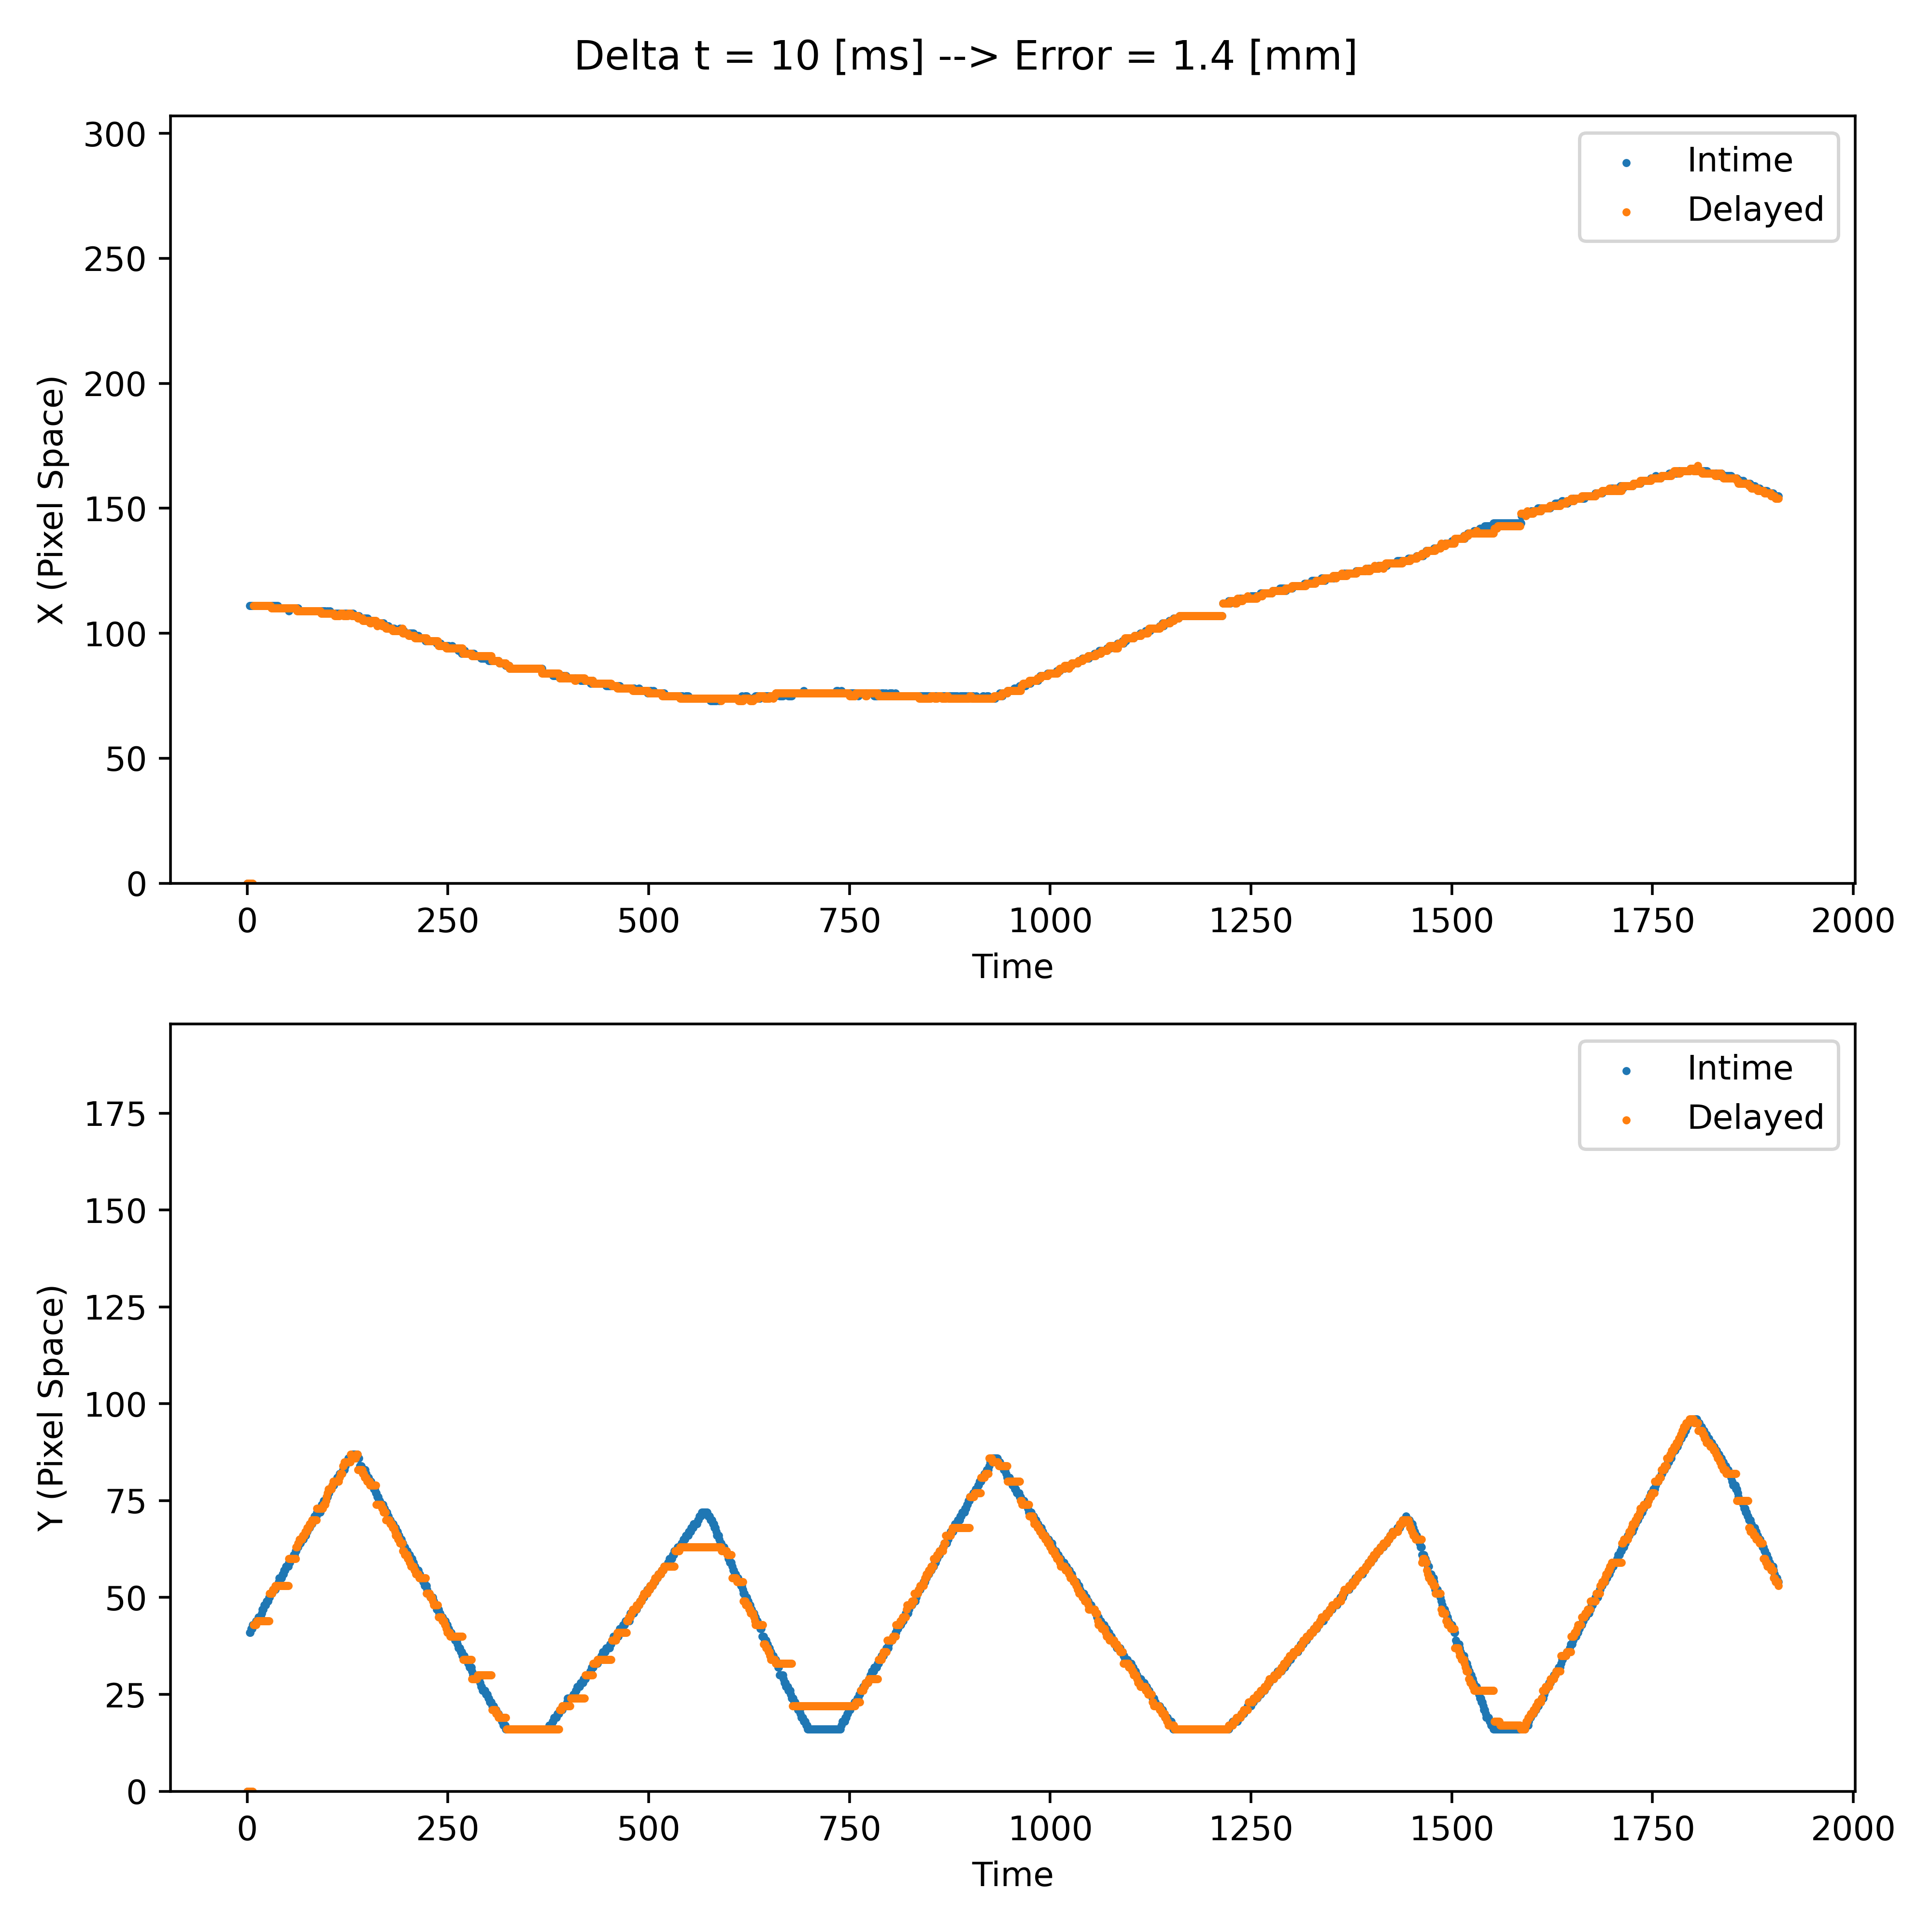 Delta t = 10 [ms] --> Error = 1.4 [mm]
300
250
200
150
100
50
0
X (Pixel Space)
Intime
Delayed
0 250 500 750 1000 1250 1500 1750 2000
Time
175
150
125
100
75
50
25
0
Y (Pixel Space)
Intime
Delayed
0 250 500 750 1000 1250 1500 1750 2000
Time